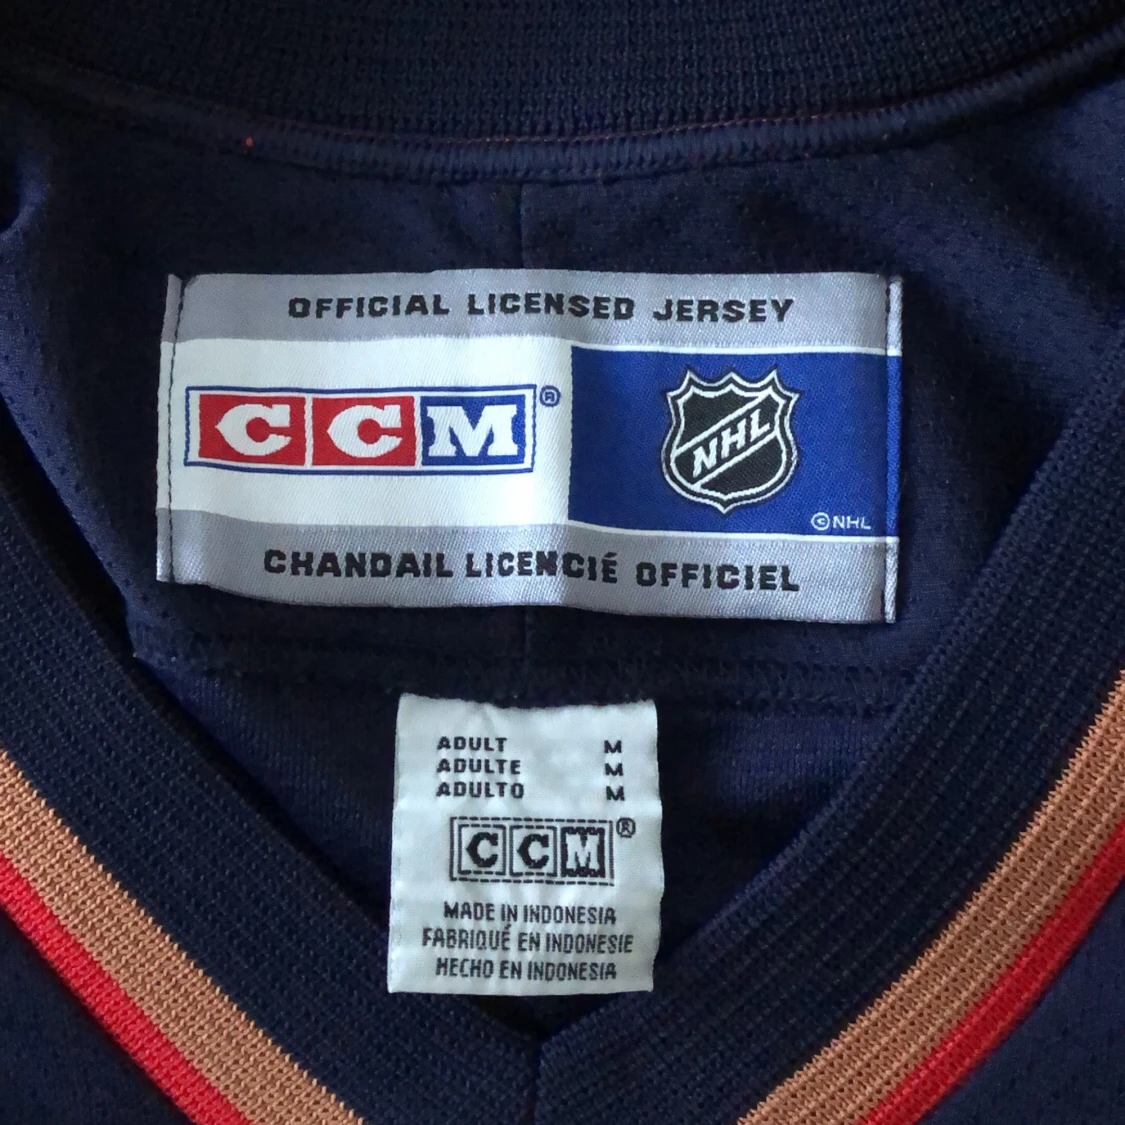 OFFICIAL LICENSED JERSEY
CCM®
NHL
©NHL
CHANDAIL LICENCIÉ OFFICIEL
ADULT M
ADULTE M
ADULTO M
CCM®
MADE IN INDONESIA
FABRIQUÉ EN INDONESIE
HECHO EN INDONESIA